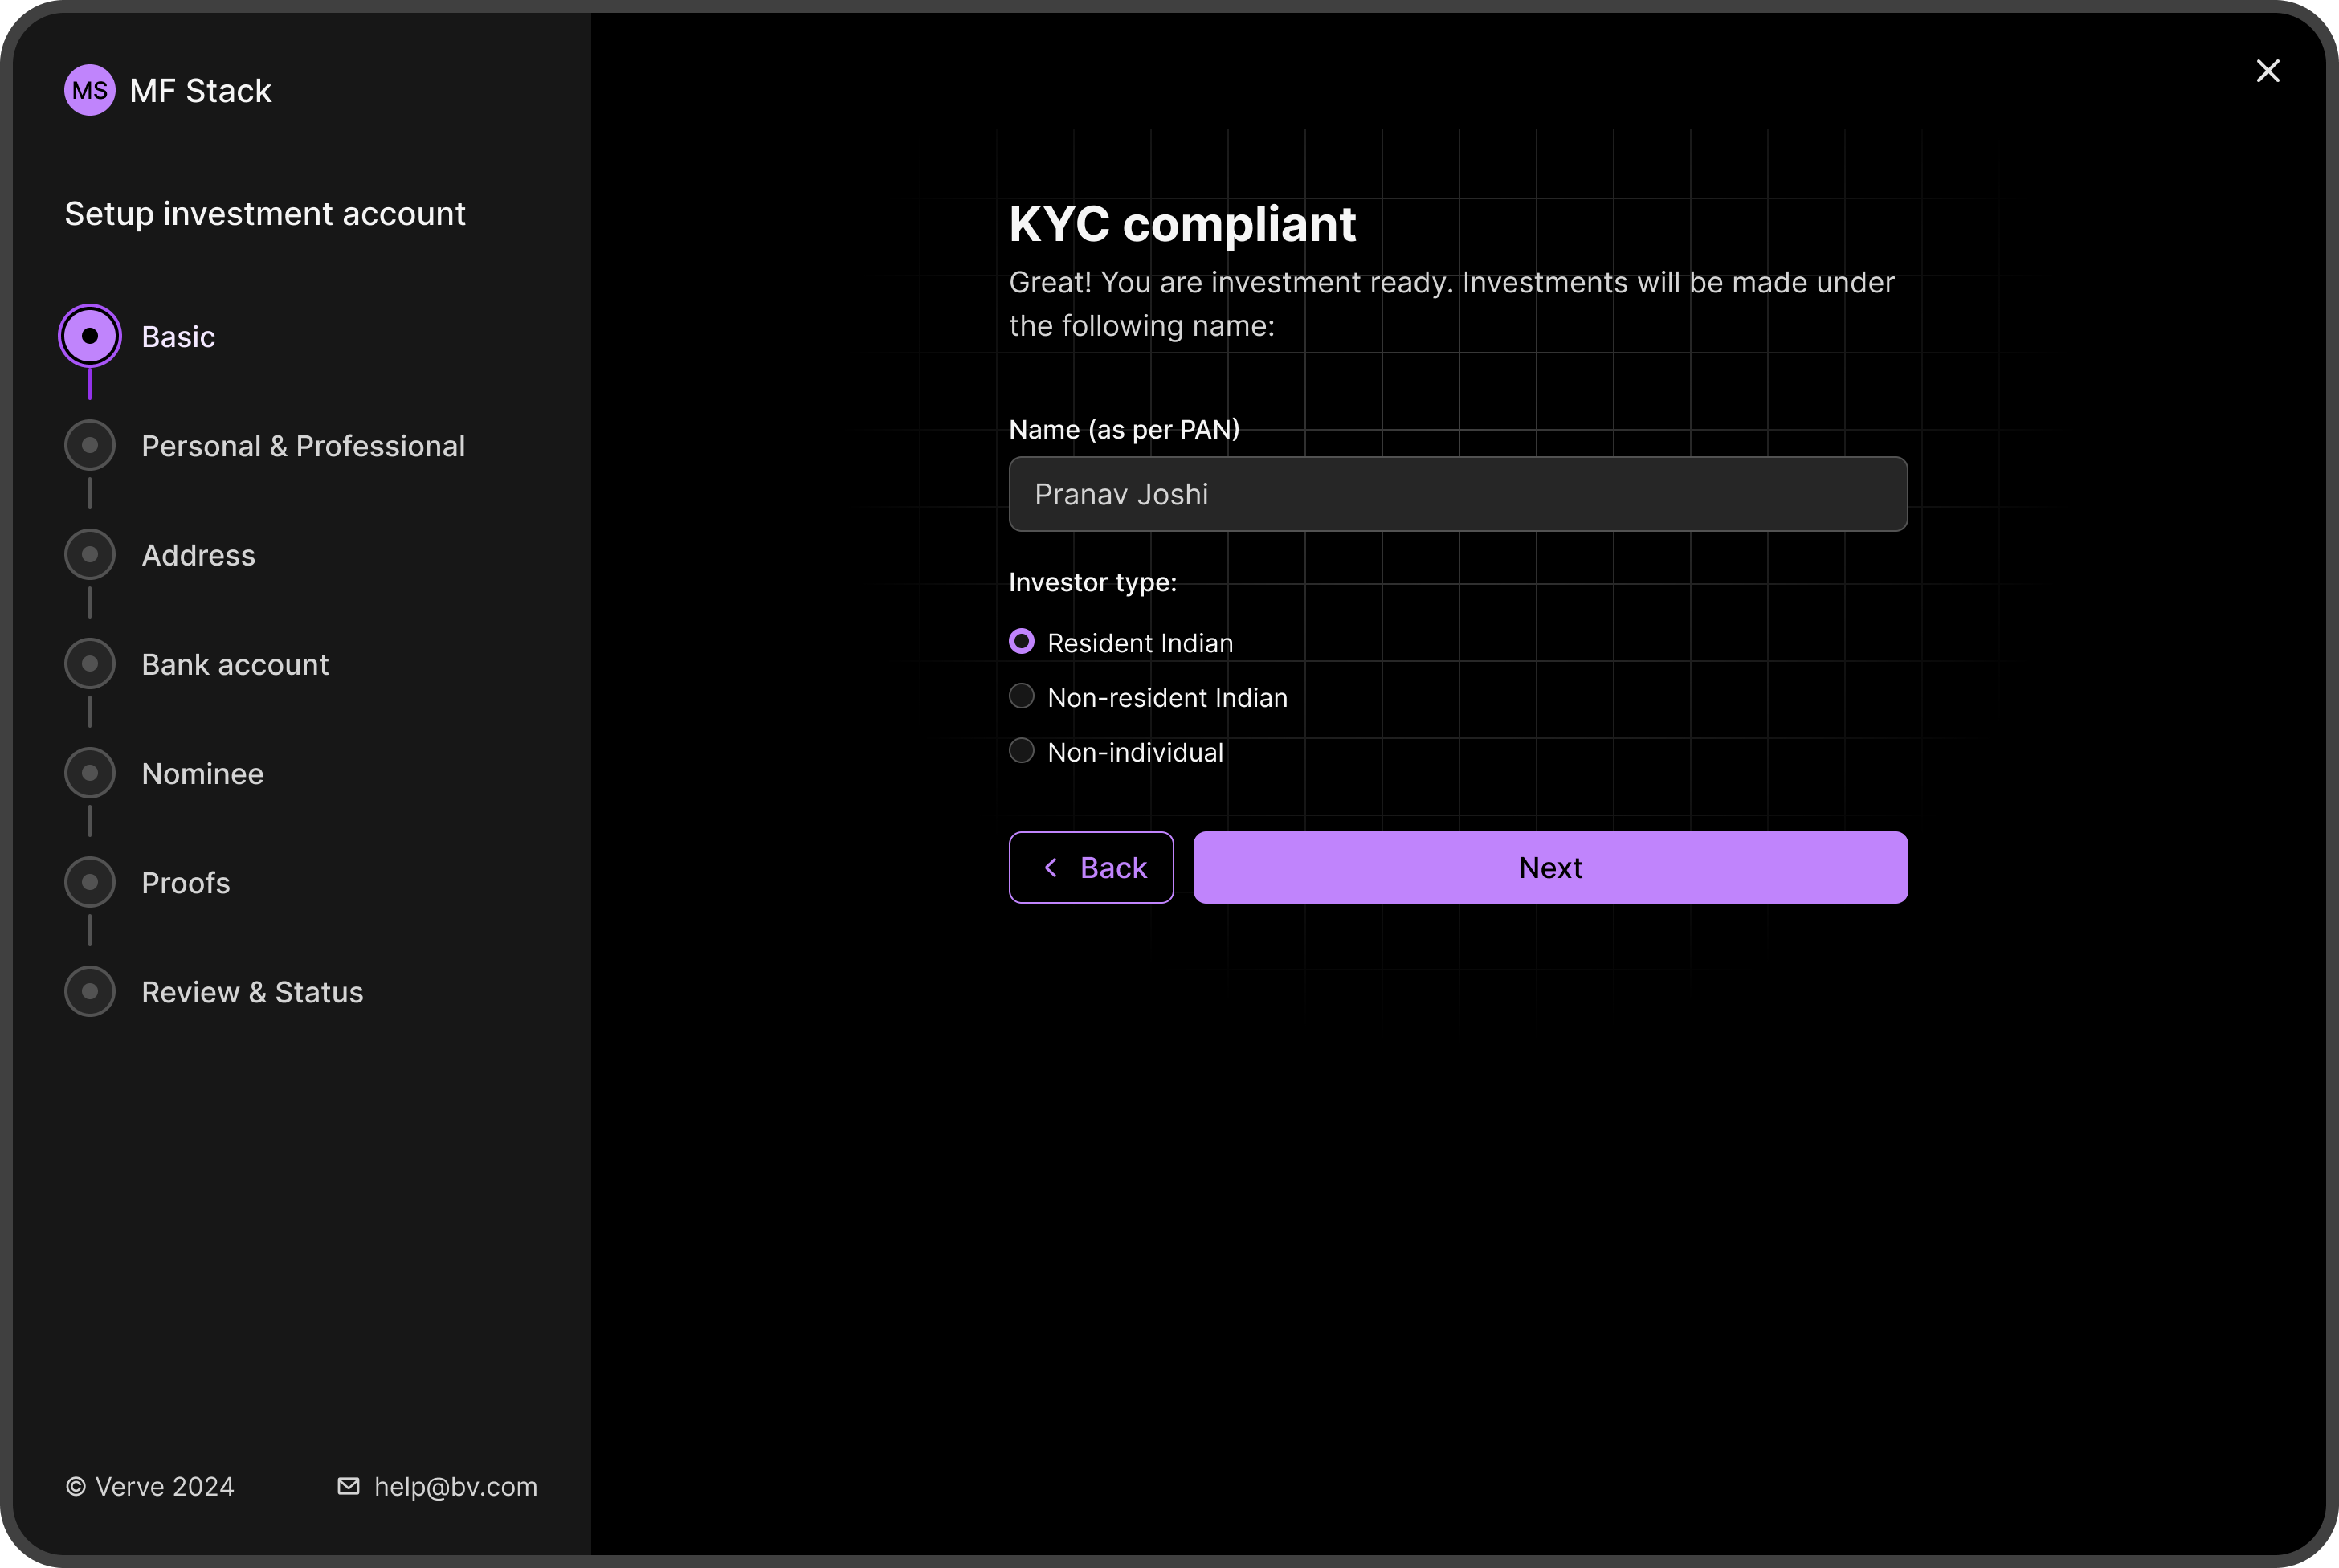 MS MF Stack
Setup investment account
Basic
Personal & Professional
Address
Bank account
Nominee
Proofs
Review & Status
© Verve 2024
help@bv.com
KYC compliant
Great! You are investment ready. Investments will be made under
the following name:
Name (as per PAN)
Pranav Joshi
Investor type:
Resident Indian
Non-resident Indian
Non-individual
Back
Next